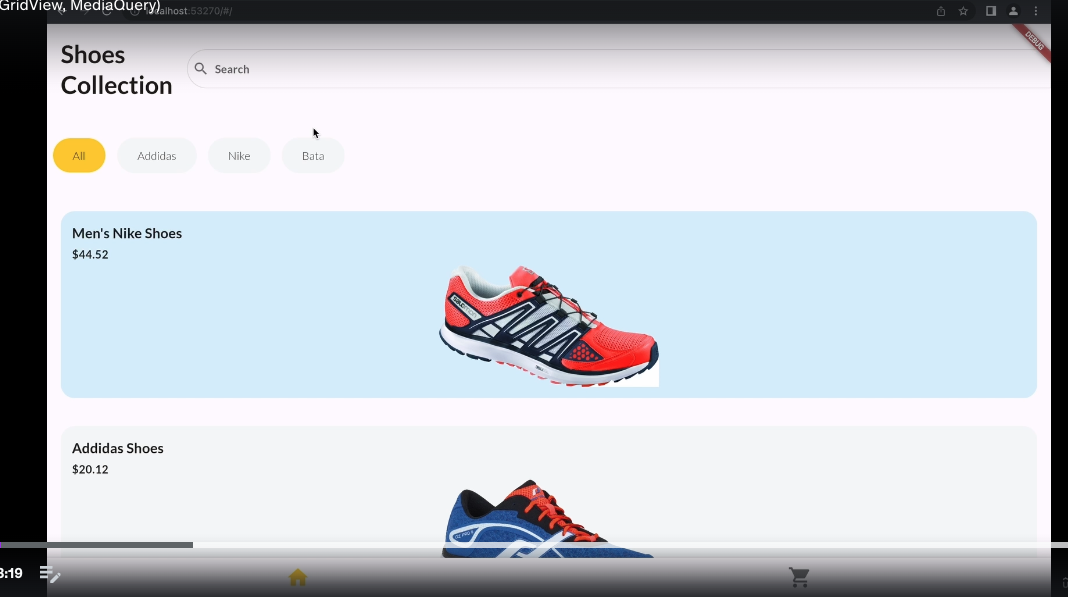 GridView, MediaQuery)
localhost:53270/#/
DEBUG
Shoes
Collection
Search
All
Addidas
Nike
Bata
Men's Nike Shoes
$44.52
Addidas Shoes
$20.12
3:19